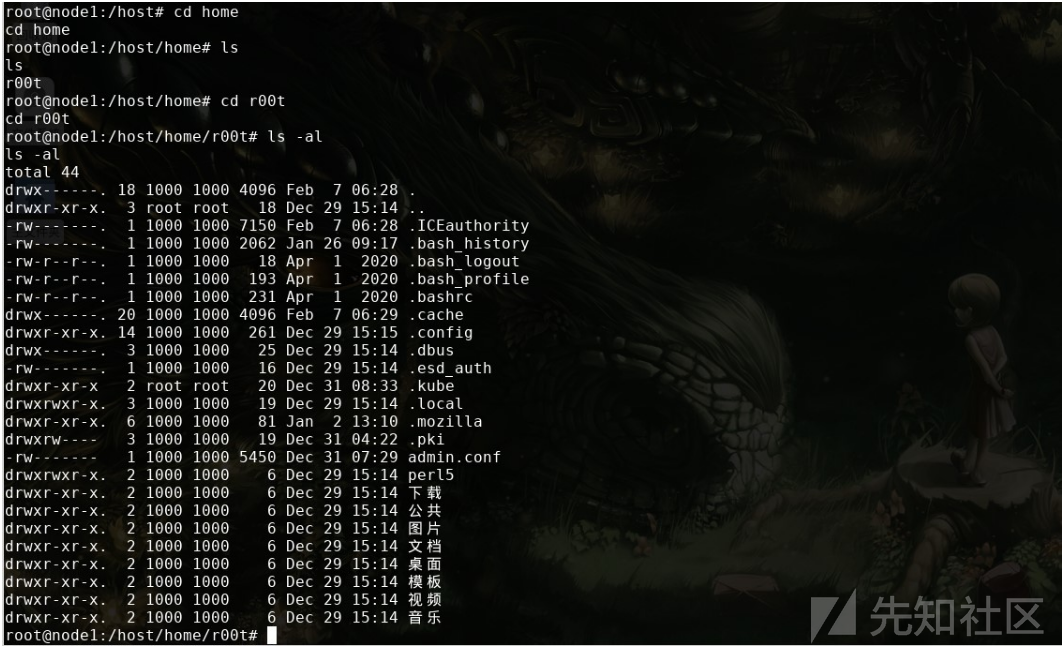 root@node1:/host# cd home
cd home
root@node1:/host/home# ls
ls
r00t
root@node1:/host/home# cd r00t
cd r00t
root@node1:/host/home/r00t# ls -al
ls -al
total 44
drwx------. 18 1000 1000 4096 Feb  7 06:28 .
drwxr-xr-x.  3 root root   18 Dec 29 15:14 ..
-rw-------.  1 1000 1000 7150 Feb  7 06:28 .ICEauthority
-rw-------.  1 1000 1000 2062 Jan 26 09:17 .bash_history
-rw-r--r--.  1 1000 1000   18 Apr  1  2020 .bash_logout
-rw-r--r--.  1 1000 1000  193 Apr  1  2020 .bash_profile
-rw-r--r--.  1 1000 1000  231 Apr  1  2020 .bashrc
drwx------. 20 1000 1000 4096 Feb  7 06:29 .cache
drwxr-xr-x. 14 1000 1000  261 Dec 29 15:15 .config
drwx------.  3 1000 1000   25 Dec 29 15:14 .dbus
-rw-------.  1 1000 1000   16 Dec 29 15:14 .esd_auth
drwxr-xr-x   2 root root   20 Dec 31 08:33 .kube
drwxrwxr-x.  3 1000 1000   19 Dec 29 15:14 .local
drwxr-xr-x.  6 1000 1000   81 Jan  2 13:10 .mozilla
drwxrw----   3 1000 1000   19 Dec 31 04:22 .pki
-rw-------   1 1000 1000 5450 Dec 31 07:29 admin.conf
drwxrwxr-x.  2 1000 1000    6 Dec 29 15:14 perl5
drwxr-xr-x.  2 1000 1000    6 Dec 29 15:14 下载
drwxr-xr-x.  2 1000 1000    6 Dec 29 15:14 公共
drwxr-xr-x.  2 1000 1000    6 Dec 29 15:14 图片
drwxr-xr-x.  2 1000 1000    6 Dec 29 15:14 文档
drwxr-xr-x.  2 1000 1000    6 Dec 29 15:14 桌面
drwxr-xr-x.  2 1000 1000    6 Dec 29 15:14 模板
drwxr-xr-x.  2 1000 1000    6 Dec 29 15:14 视频
drwxr-xr-x.  2 1000 1000    6 Dec 29 15:14 音乐
root@node1:/host/home/r00t#
先知社区